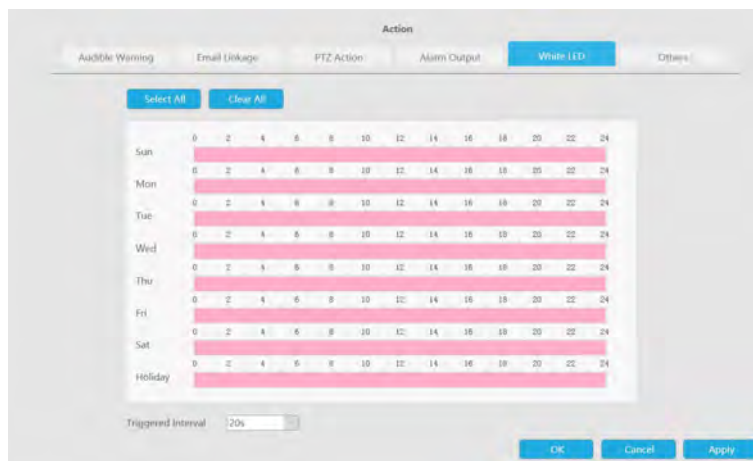 Action
Audible Warning Email Linkage PTZ Action Alarm Output White LED Others
Select All Clear All
0 2 4 6 8 10 12 14 16 18 20 22 24
Sun
0 2 4 6 8 10 12 14 16 18 20 22 24
Mon
0 2 4 6 8 10 12 14 16 18 20 22 24
Tue
0 2 4 6 8 10 12 14 16 18 20 22 24
Wed
0 2 4 6 8 10 12 14 16 18 20 22 24
Thu
0 2 4 6 8 10 12 14 16 18 20 22 24
Fri
0 2 4 6 8 10 12 14 16 18 20 22 24
Sat
0 2 4 6 8 10 12 14 16 18 20 22 24
Holiday
Triggered Interval 20s
OK Cancel Apply